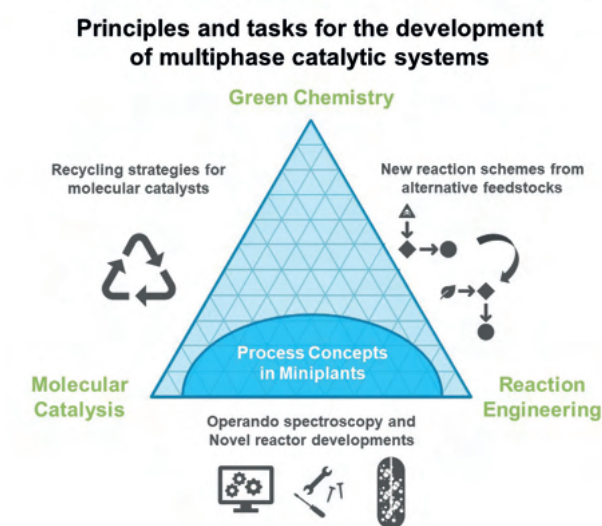 Principles and tasks for the development
of multiphase catalytic systems
Green Chemistry
Recycling strategies for
molecular catalysts
New reaction schemes from
alternative feedstocks
Process Concepts
in Miniplants
Molecular
Catalysis
Reaction
Engineering
Operando spectroscopy and
Novel reactor developments